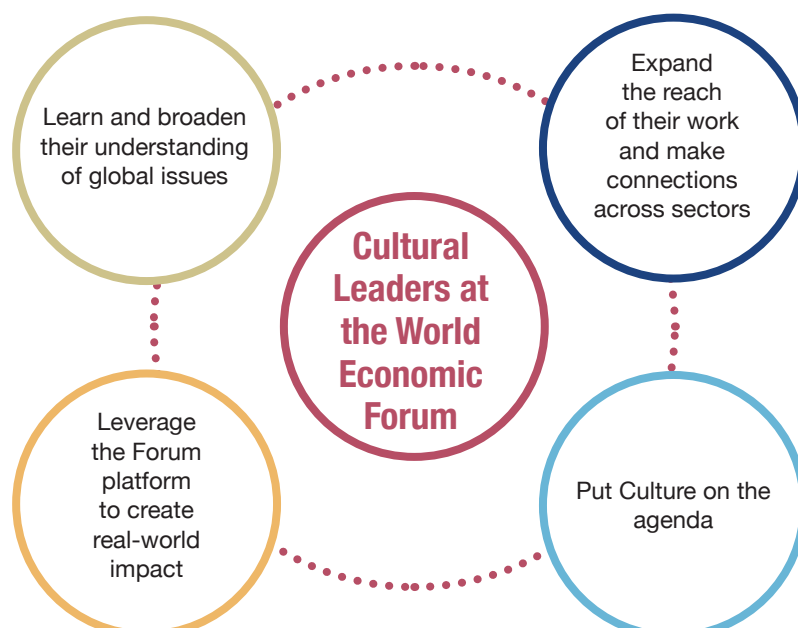 Learn and broaden
their understanding
of global issues
Expand
the reach
of their work
and make
connections
across sectors
Cultural
Leaders at
the World
Economic
Forum
Leverage
the Forum
platform
to create
real-world
impact
Put Culture on the
agenda